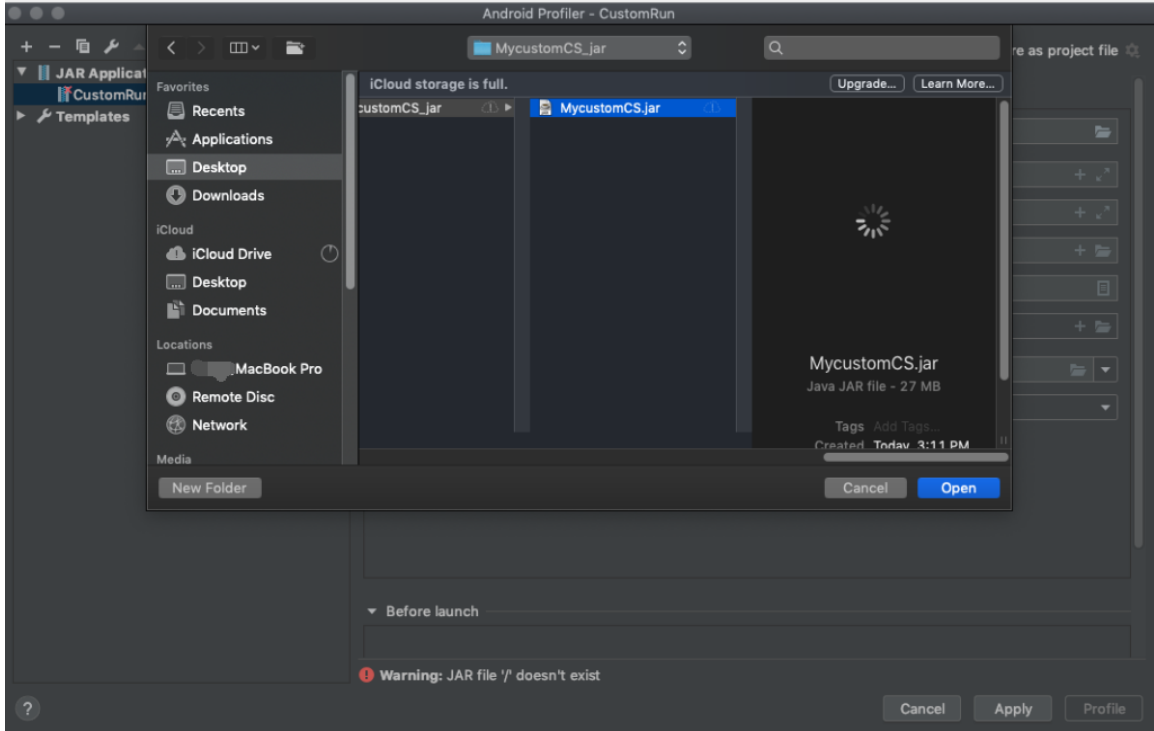 Android Profiler - CustomRun
MycustomCS_jar
re as project file
JAR Applicat
CustomRun
Templates
Favorites
Recents
Applications
Desktop
Downloads
iCloud
iCloud Drive
Desktop
Documents
Locations
MacBook Pro
Remote Disc
Network
Media
iCloud storage is full.
Upgrade...
Learn More...
customCS_jar
MycustomCS.jar
MycustomCS.jar
Java JAR file - 27 MB
Tags Add Tags...
Created Today, 3:11 PM
New Folder
Cancel
Open
Before launch
Warning: JAR file '/' doesn't exist
?
Cancel
Apply
Profile